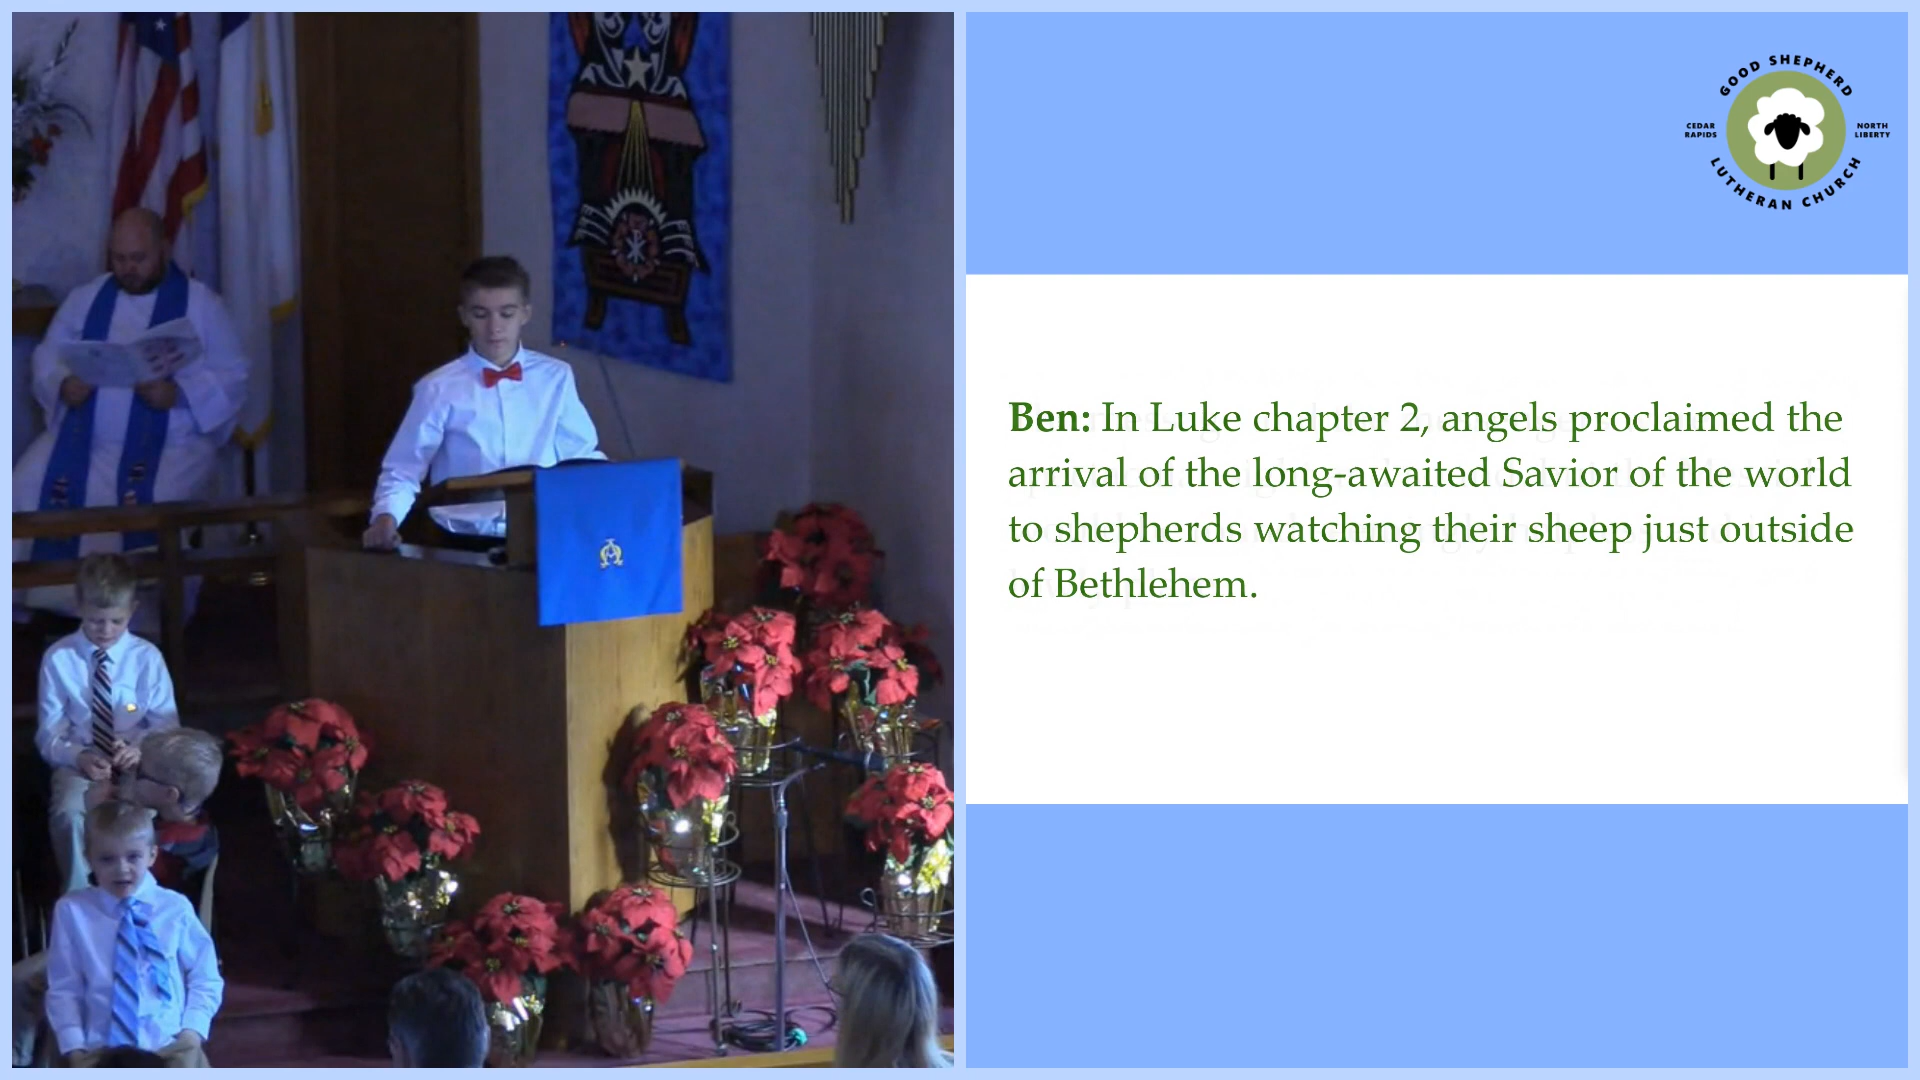 GOOD SHEPHERD
CEDAR RAPIDS
NORTH LIBERTY
LUTHERAN CHURCH
Ben: In Luke chapter 2, angels proclaimed the
arrival of the long-awaited Savior of the world
to shepherds watching their sheep just outside
of Bethlehem.